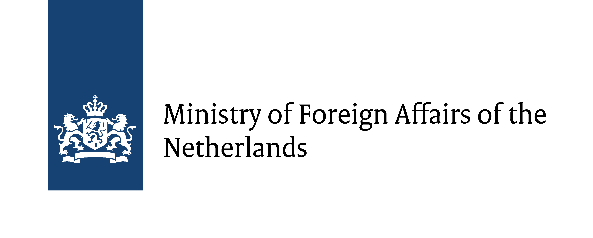 Ministry of Foreign Affairs of the
Netherlands